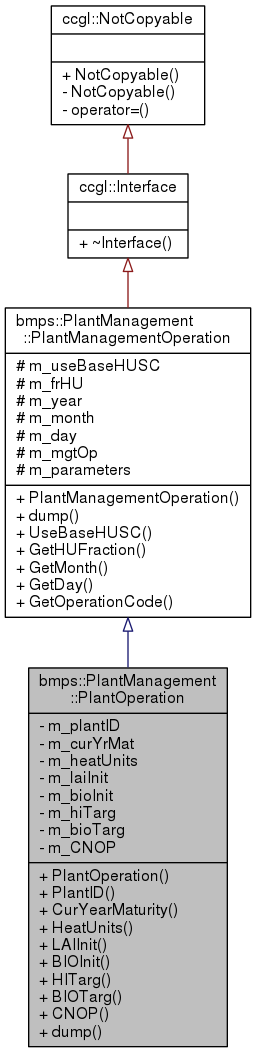 ccgl::NotCopyable
+ NotCopyable()
- NotCopyable()
- operator=()
ccgl::Interface
+ ~Interface()
bmps::PlantManagement
::PlantManagementOperation
# m_useBaseHUSC
# m_frHU
# m_year
# m_month
# m_day
# m_mgtOp
# m_parameters
+ PlantManagementOperation()
+ dump()
+ UseBaseHUSC()
+ GetHUFraction()
+ GetMonth()
+ GetDay()
+ GetOperationCode()
bmps::PlantManagement
::PlantOperation
- m_plantID
- m_curYrMat
- m_heatUnits
- m_laiInit
- m_bioInit
- m_hiTarg
- m_bioTarg
- m_CNOP
+ PlantOperation()
+ PlantID()
+ CurYearMaturity()
+ HeatUnits()
+ LAIInit()
+ BIOInit()
+ HITarg()
+ BIOTarg()
+ CNOP()
+ dump()